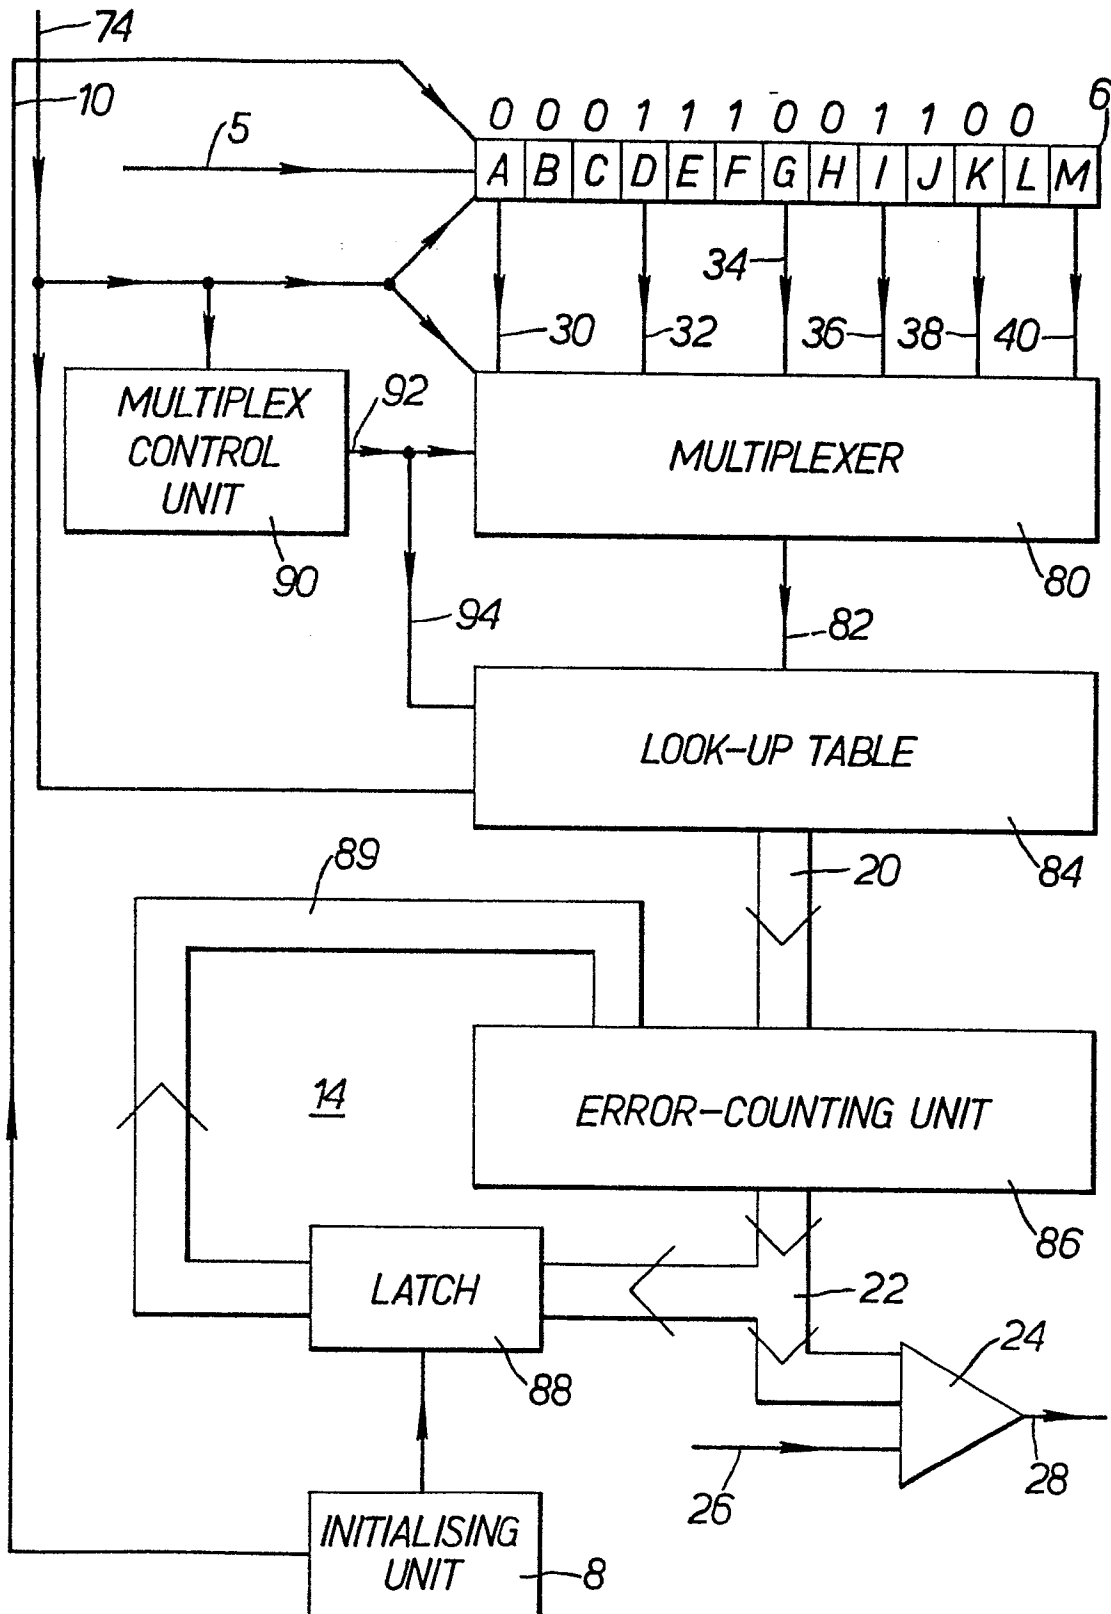 74
10
6
0 0 0 1 1 1 0 0 1 1 0 0
5
A B C D E F G H I J K L M
34
30 32 36 38 40
MULTIPLEX
CONTROL
UNIT
92
MULTIPLEXER
90
80
94
82
LOOK-UP TABLE
89
20
84
14
ERROR-COUNTING UNIT
86
LATCH
22
24
88
26
28
INITIALISING
UNIT
8